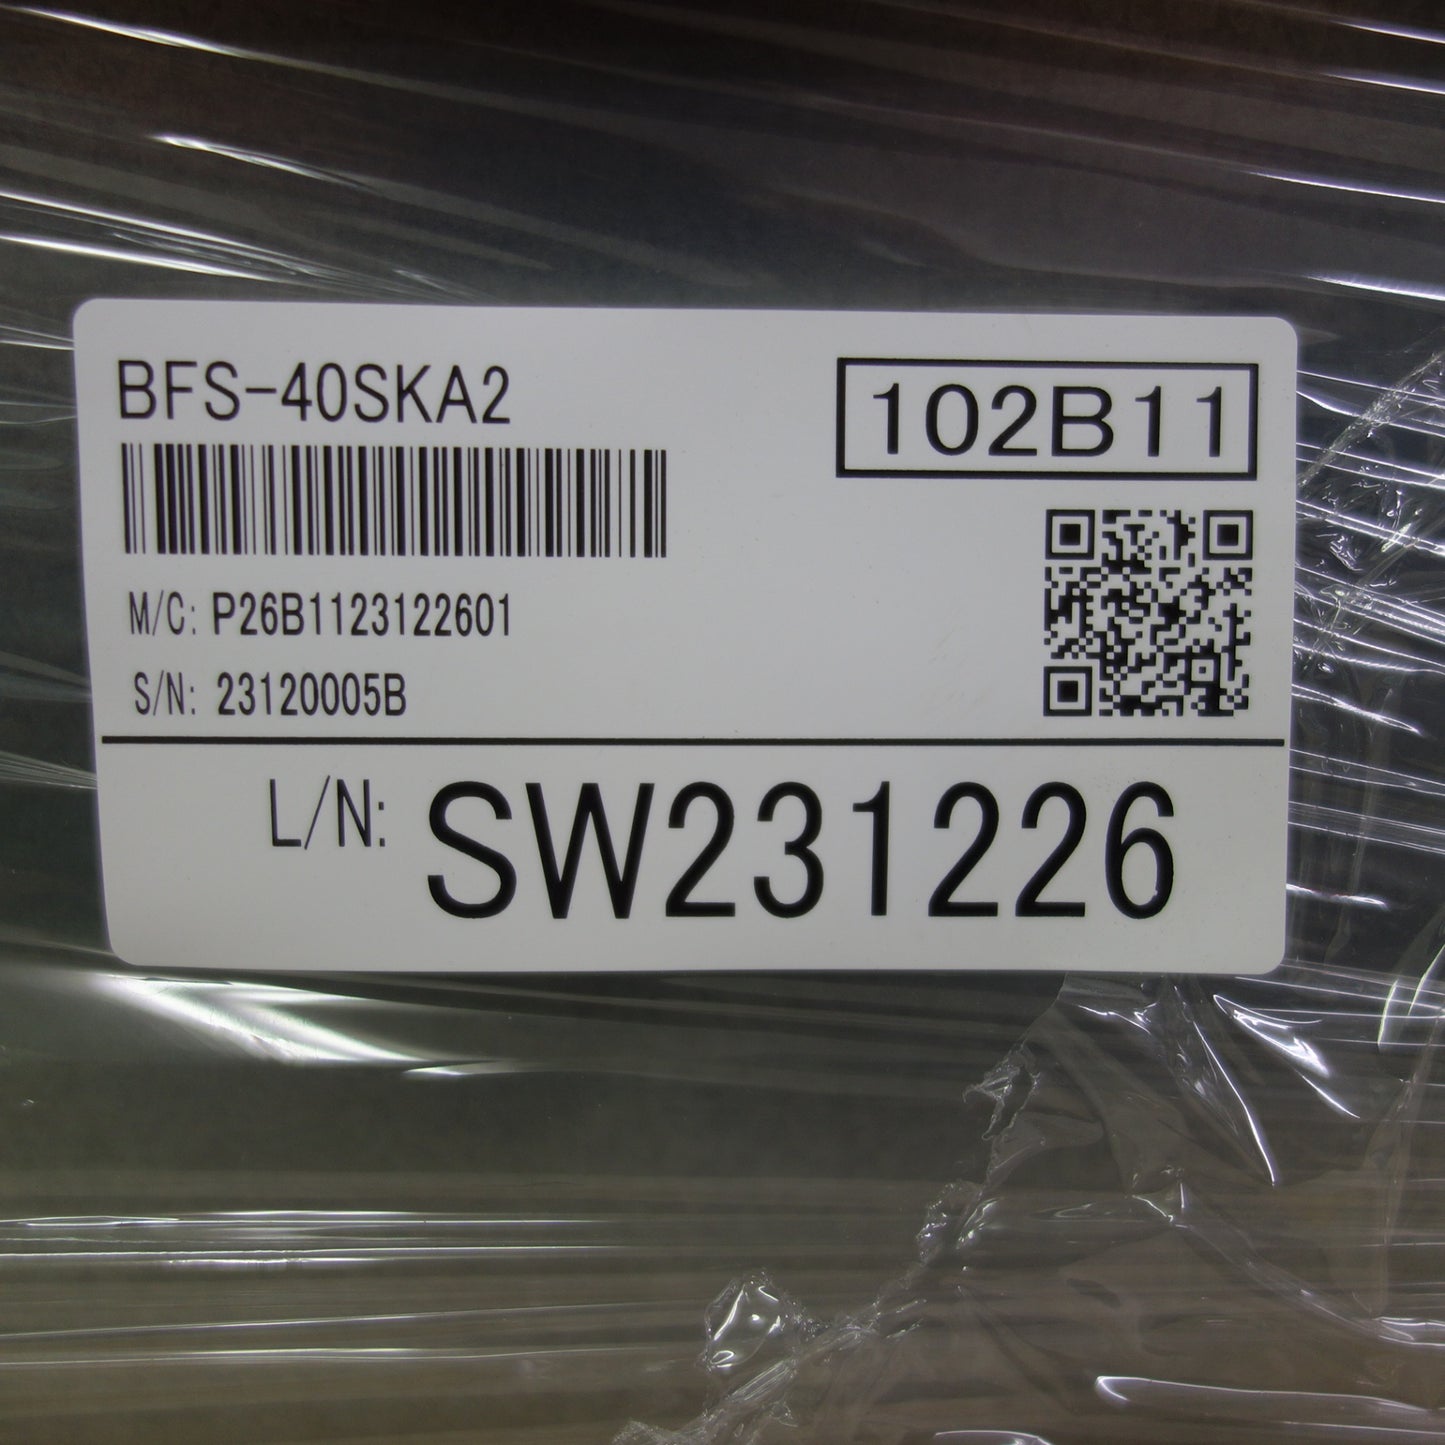 BFS-40SKA2
102B11
M/C: P26B1123122601
S/N: 23120005B
L/N: SW231226